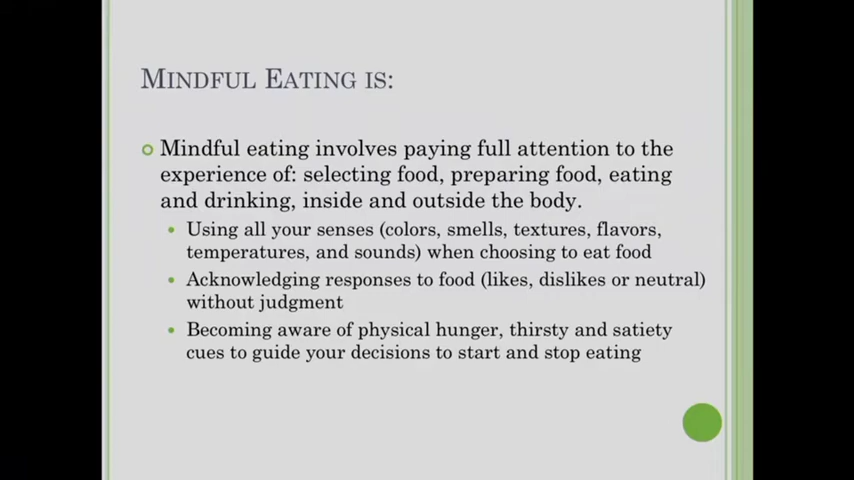 MINDFUL EATING IS:
Mindful eating involves paying full attention to the
experience of: selecting food, preparing food, eating
and drinking, inside and outside the body.
Using all your senses (colors, smells, textures, flavors,
temperatures, and sounds) when choosing to eat food
Acknowledging responses to food (likes, dislikes or neutral)
without judgment
Becoming aware of physical hunger, thirsty and satiety
cues to guide your decisions to start and stop eating